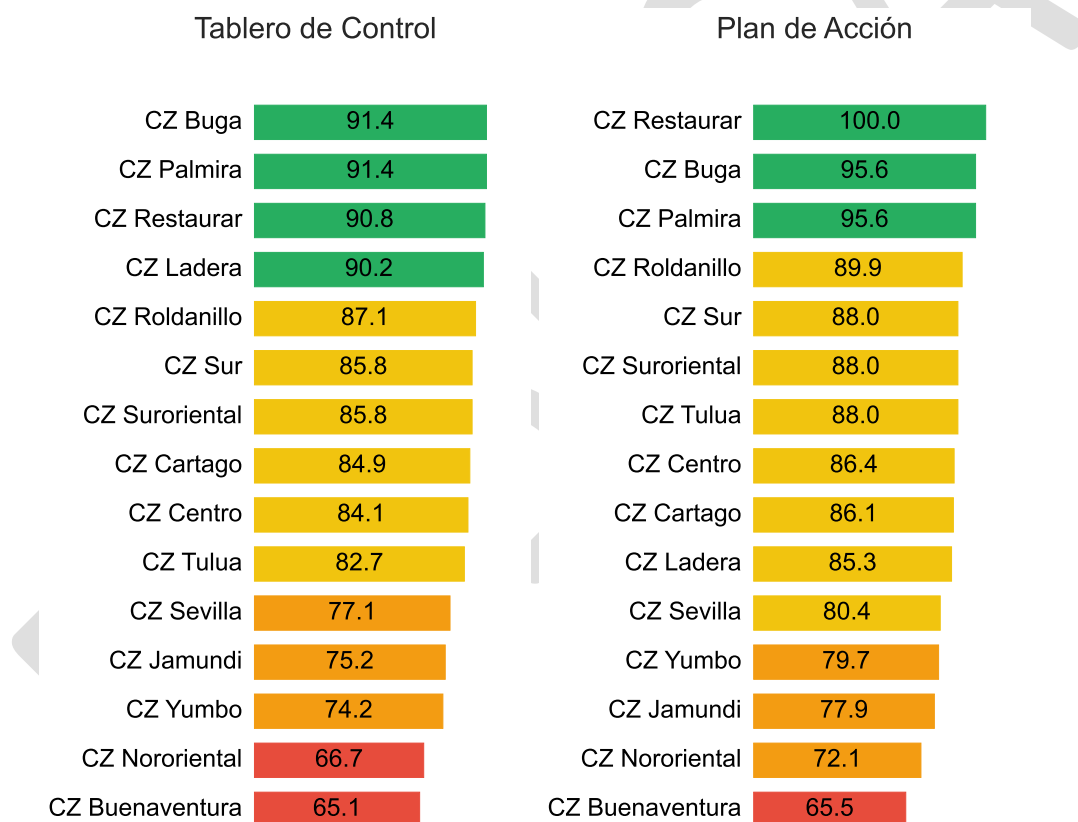 Tablero de Control
CZ Buga 91.4
CZ Palmira 91.4
CZ Restaurar 90.8
CZ Ladera 90.2
CZ Roldanillo 87.1
CZ Sur 85.8
CZ Suroriental 85.8
CZ Cartago 84.9
CZ Centro 84.1
CZ Tulua 82.7
CZ Sevilla 77.1
CZ Jamundi 75.2
CZ Yumbo 74.2
CZ Nororiental 66.7
CZ Buenaventura 65.1
Plan de Acción
CZ Restaurar 100.0
CZ Buga 95.6
CZ Palmira 95.6
CZ Roldanillo 89.9
CZ Sur 88.0
CZ Suroriental 88.0
CZ Tulua 88.0
CZ Centro 86.4
CZ Cartago 86.1
CZ Ladera 85.3
CZ Sevilla 80.4
CZ Yumbo 79.7
CZ Jamundi 77.9
CZ Nororiental 72.1
CZ Buenaventura 65.5